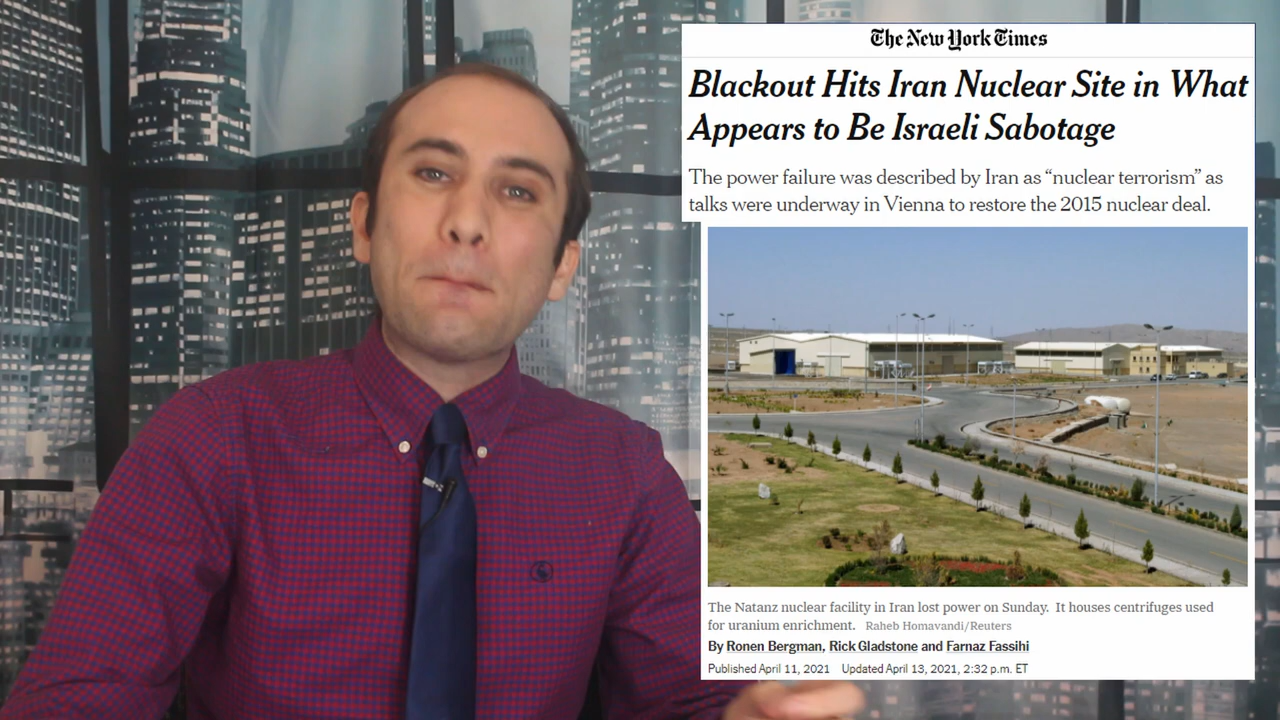 The New York Times
Blackout Hits Iran Nuclear Site in What
Appears to Be Israeli Sabotage
The power failure was described by Iran as “nuclear terrorism” as
talks were underway in Vienna to restore the 2015 nuclear deal.
The Natanz nuclear facility in Iran lost power on Sunday. It houses centrifuges used
for uranium enrichment. Raheb Homavandi/Reuters
By Ronen Bergman, Rick Gladstone and Farnaz Fassihi
Published April 11, 2021 Updated April 13, 2021, 2:32 p.m. ET